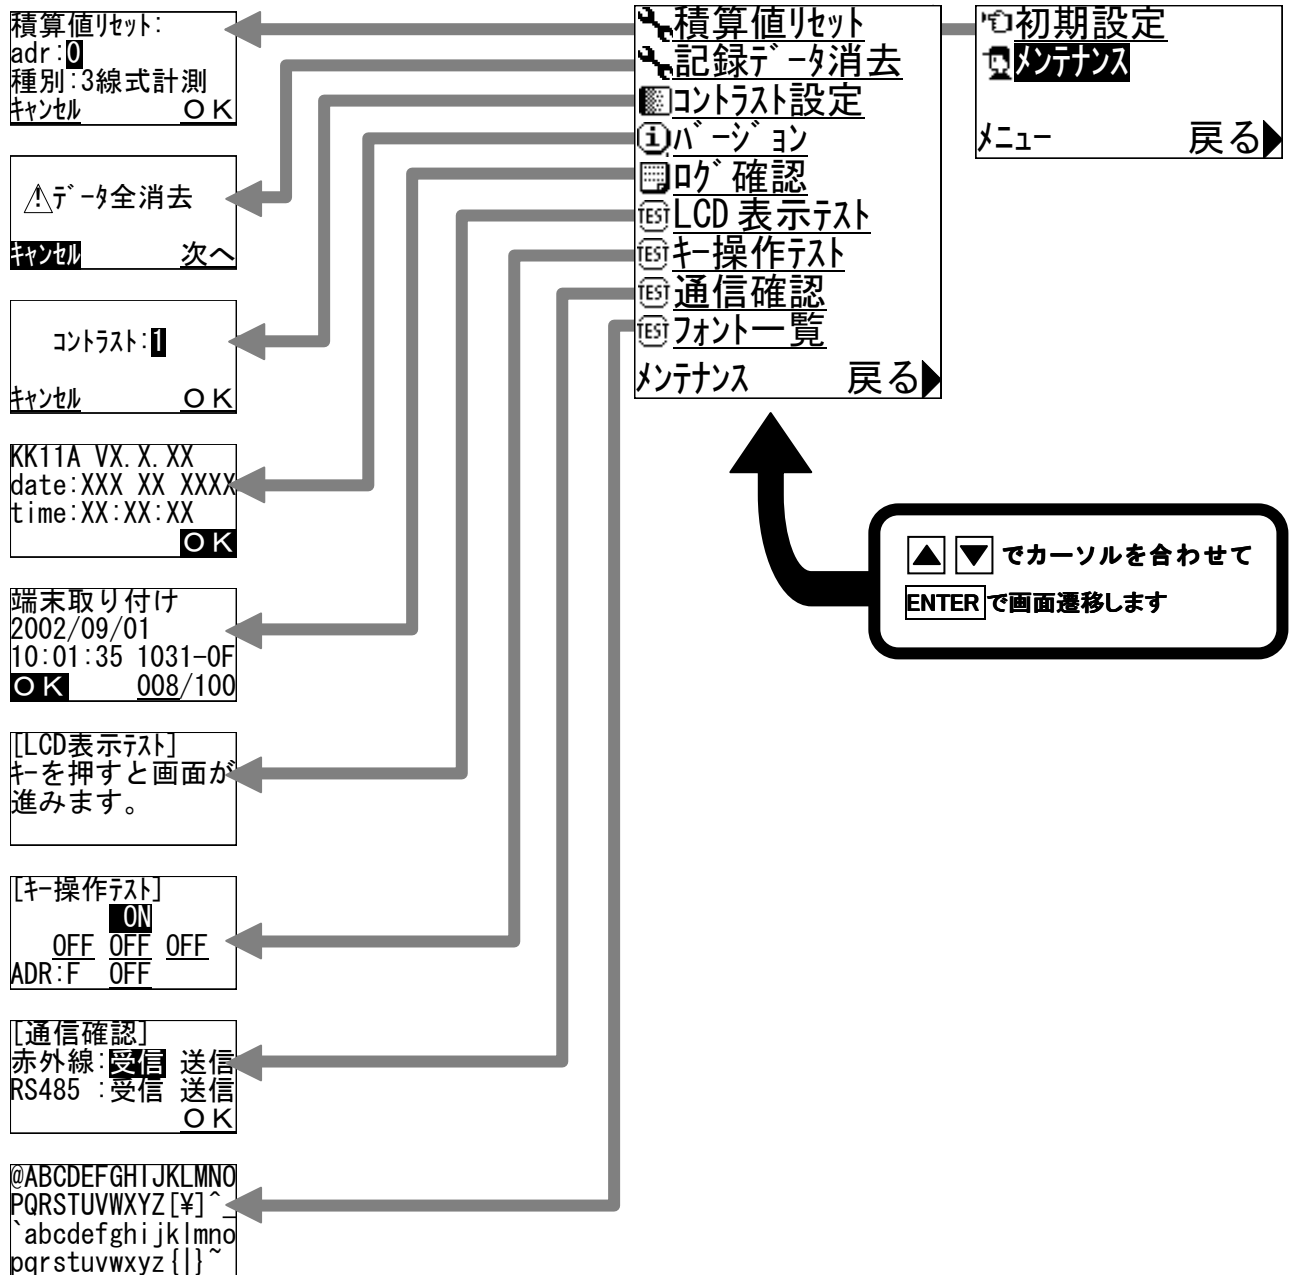 積算値リセット:
adr:0
種別:3線式計測
キャンセル OK
データ全消去
キャンセル 次へ
コントラスト:1
キャンセル OK
KK11A VX.X.XX
date:XXX XX XXXX
time:XX:XX:XX
OK
端末取り付け
2002/09/01
10:01:35 1031-0F
OK 008/100
[LCD表示テスト]
キーを押すと画面が
進みます。
[キー操作テスト]
ON
OFF OFF OFF
ADR:F OFF
[通信確認]
赤外線:受信 送信
RS485 :受信 送信
OK
@ABCDEFGHIJKLMNO
PQRSTUVWXYZ[¥]^_
`abcdefghijklmno
pqrstuvwxyz{|}~
積算値リセット
記録データ消去
コントラスト設定
バージョン
ログ確認
TEST LCD表示テスト
TEST キー操作テスト
TEST 通信確認
TEST フォント一覧
メンテナンス 戻る
初期設定
メンテナンス
メニュー 戻る
▲ ▼ でカーソルを合わせて
ENTER で画面遷移します